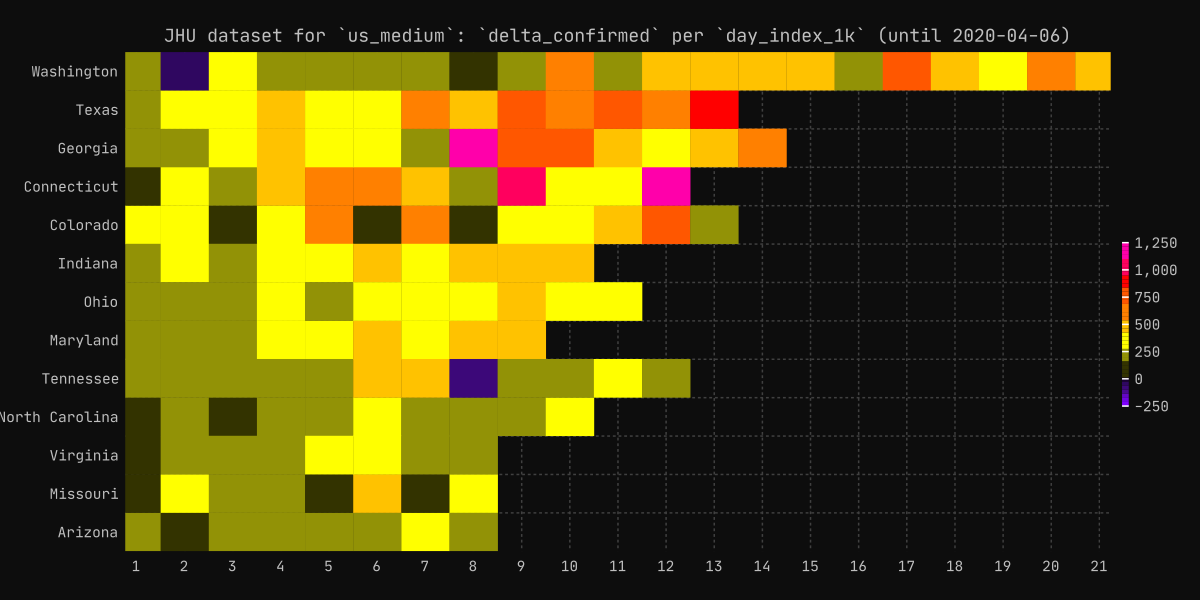 JHU dataset for `us_medium`: `delta_confirmed` per `day_index_1k` (until 2020-04-06)
Washington
Texas
Georgia
Connecticut
Colorado
Indiana
Ohio
Maryland
Tennessee
North Carolina
Virginia
Missouri
Arizona
1 2 3 4 5 6 7 8 9 10 11 12 13 14 15 16 17 18 19 20 21
1,250
1,000
750
500
250
0
−250